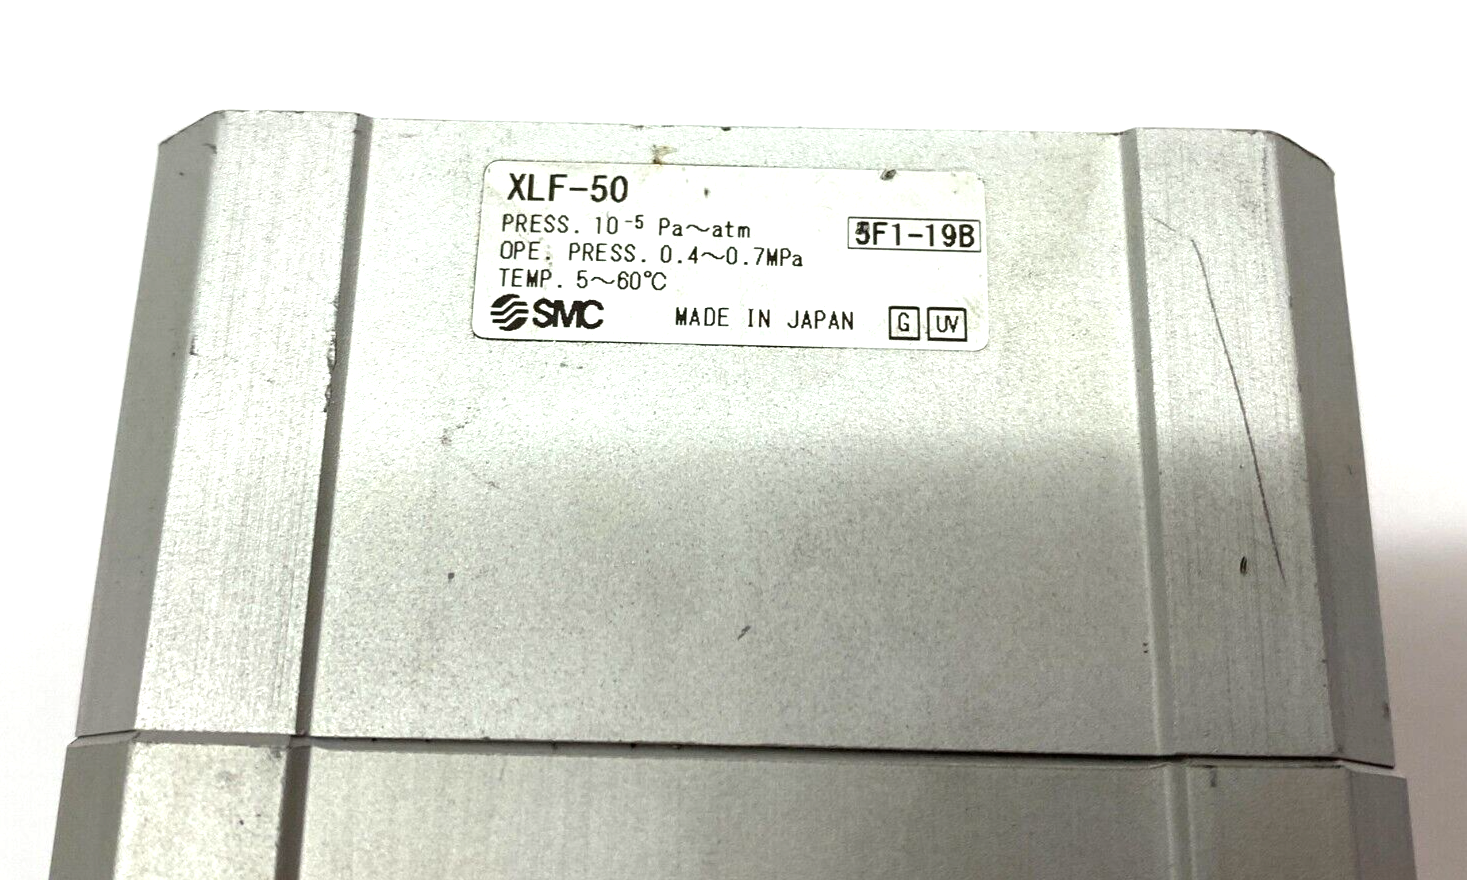 XLF-50
PRESS. 10⁻⁵ Pa～atm
5F1-19B
OPE. PRESS. 0.4～0.7MPa
TEMP. 5～60℃
SMC MADE IN JAPAN G UV